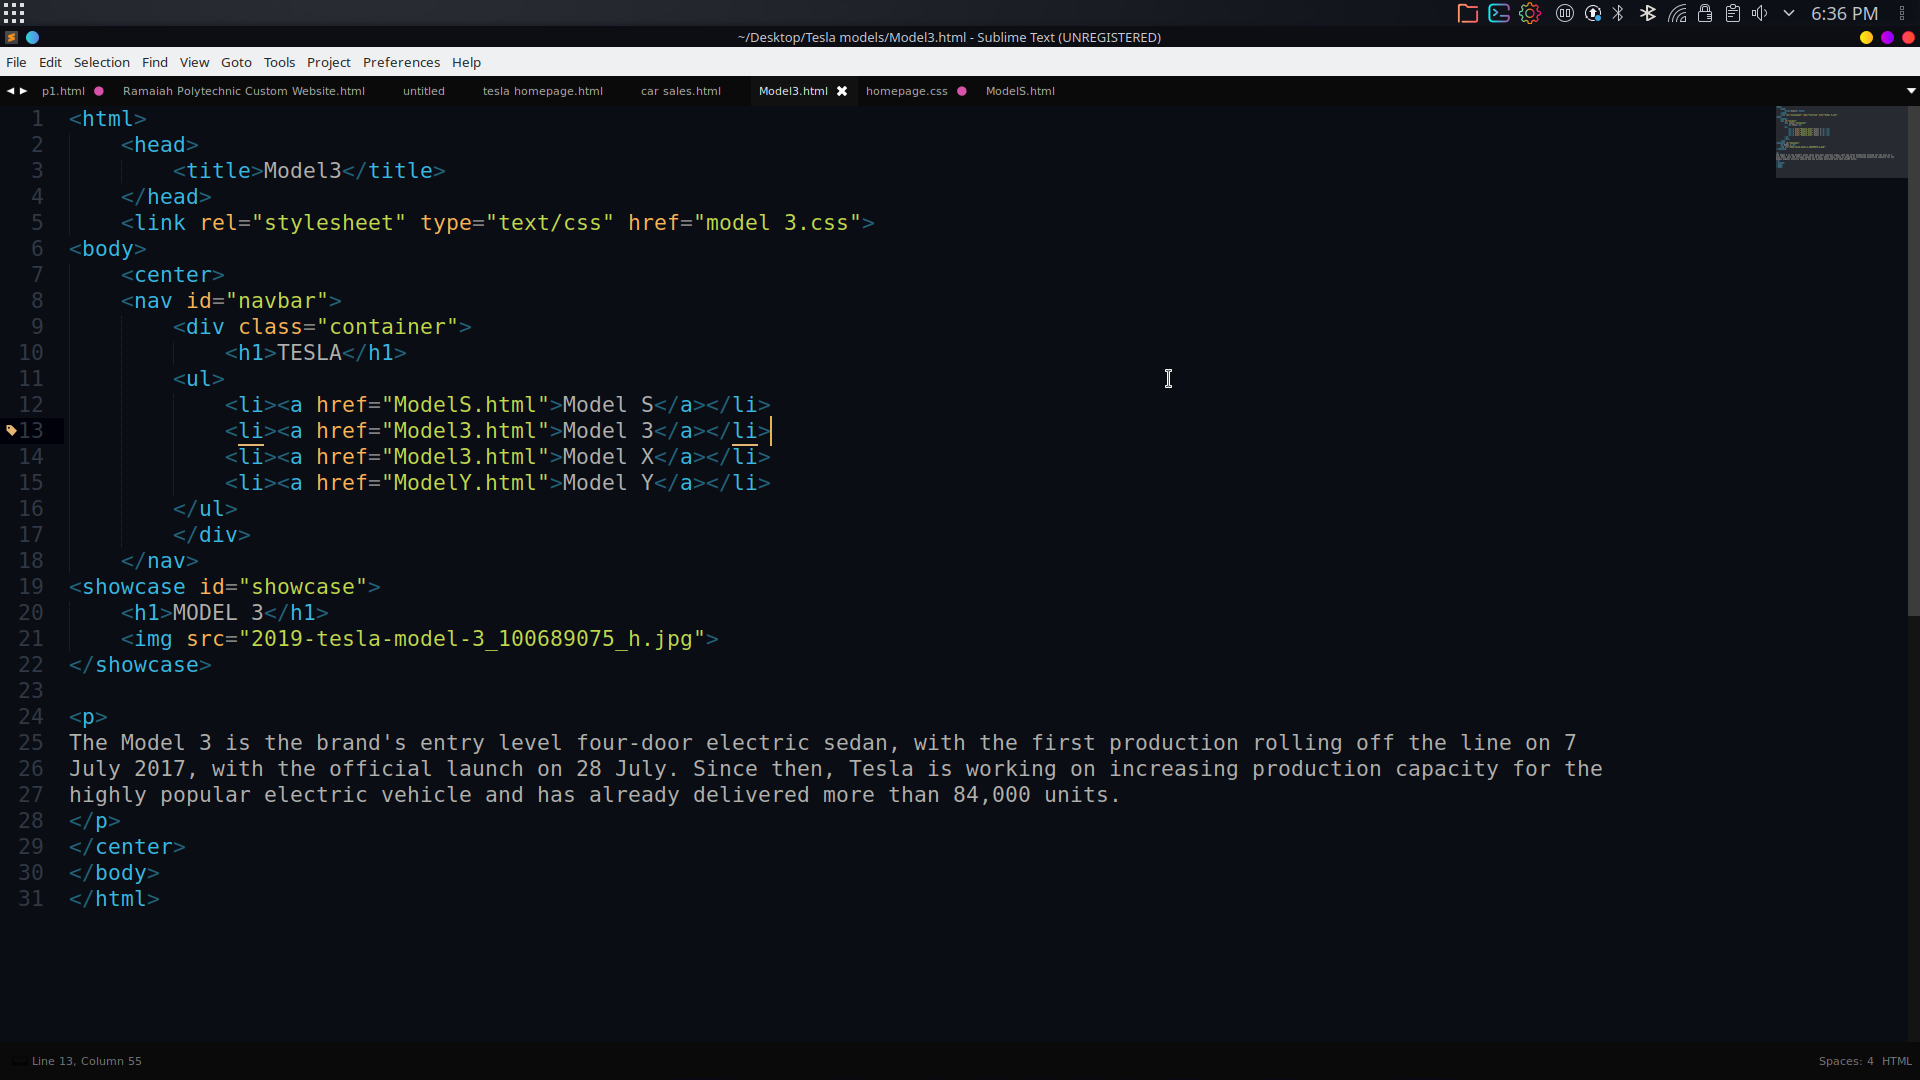 6:36 PM
~/Desktop/Tesla models/Model3.html - Sublime Text (UNREGISTERED)
File Edit Selection Find View Goto Tools Project Preferences Help
p1.html Ramaiah Polytechnic Custom Website.html untitled tesla homepage.html car sales.html Model3.html homepage.css ModelS.html
1 <html>
2     <head>
3         <title>Model3</title>
4     </head>
5     <link rel="stylesheet" type="text/css" href="model 3.css">
6 <body>
7     <center>
8     <nav id="navbar">
9         <div class="container">
10             <h1>TESLA</h1>
11         <ul>
12             <li><a href="ModelS.html">Model S</a></li>
13             <li><a href="Model3.html">Model 3</a></li>
14             <li><a href="Model3.html">Model X</a></li>
15             <li><a href="ModelY.html">Model Y</a></li>
16         </ul>
17         </div>
18     </nav>
19 <showcase id="showcase">
20     <h1>MODEL 3</h1>
21     <img src="2019-tesla-model-3_100689075_h.jpg">
22 </showcase>
23
24 <p>
25 The Model 3 is the brand's entry level four-door electric sedan, with the first production rolling off the line on 7
26 July 2017, with the official launch on 28 July. Since then, Tesla is working on increasing production capacity for the
27 highly popular electric vehicle and has already delivered more than 84,000 units.
28 </p>
29 </center>
30 </body>
31 </html>
Line 13, Column 55
Spaces: 4 HTML